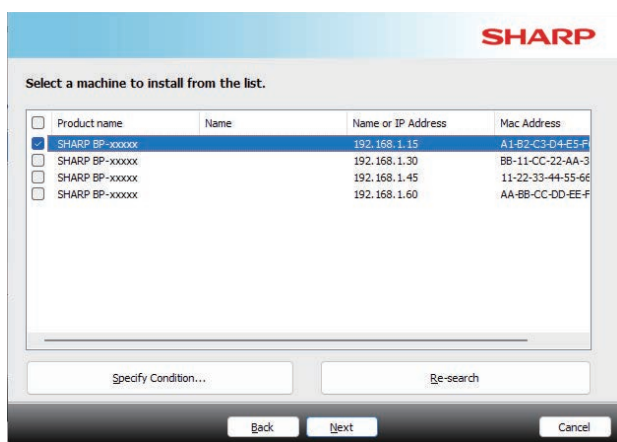 SHARP
Select a machine to install from the list.
Product name Name Name or IP Address Mac Address
SHARP BP-xxxxx 192.168.1.15 A1-B2-C3-D4-E5-F
SHARP BP-xxxxx 192.168.1.30 BB-11-CC-22-AA-3
SHARP BP-xxxxx 192.168.1.45 11-22-33-44-55-66
SHARP BP-xxxxx 192.168.1.60 AA-BB-CC-DD-EE-F
Specify Condition... Re-search
Back Next Cancel